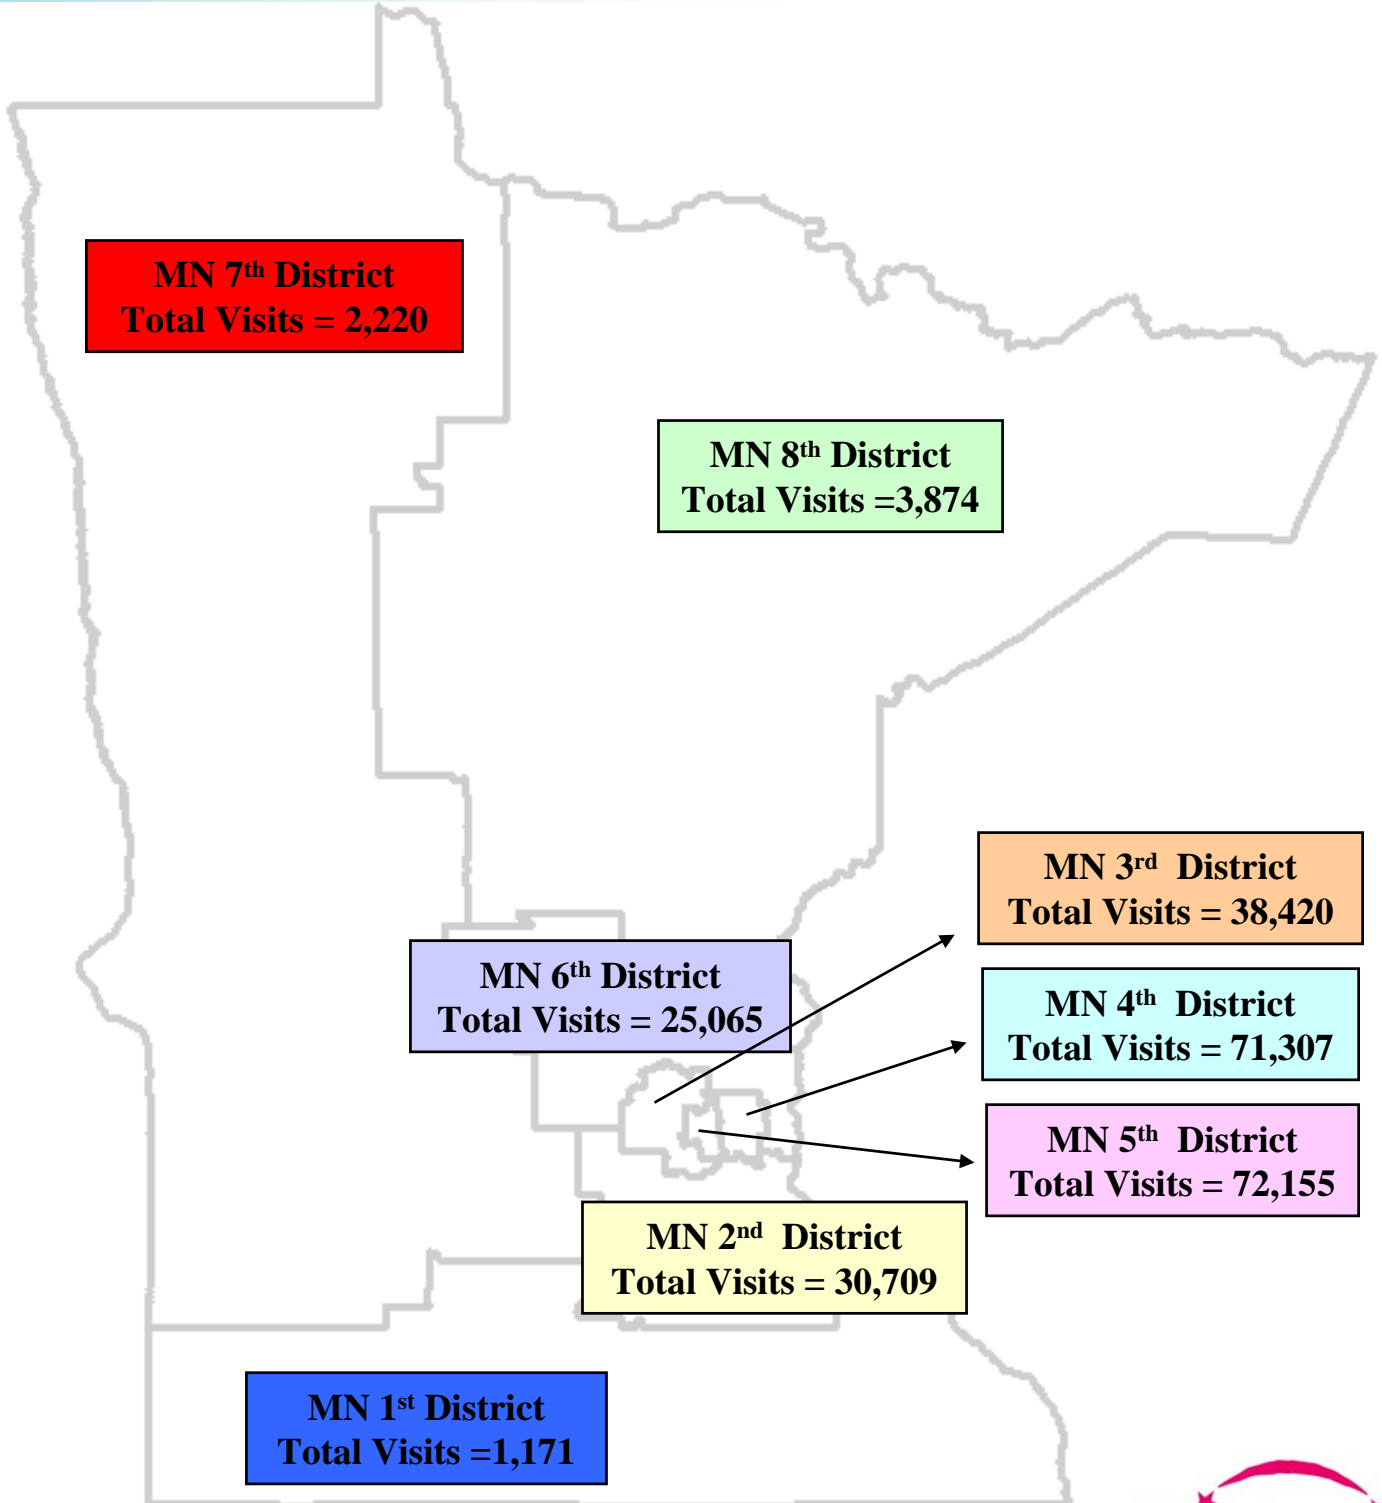 MN 7th District
Total Visits = 2,220
MN 8th District
Total Visits =3,874
MN 3rd District
Total Visits = 38,420
MN 6th District
Total Visits = 25,065
MN 4th District
Total Visits = 71,307
MN 5th District
Total Visits = 72,155
MN 2nd District
Total Visits = 30,709
MN 1st District
Total Visits =1,171